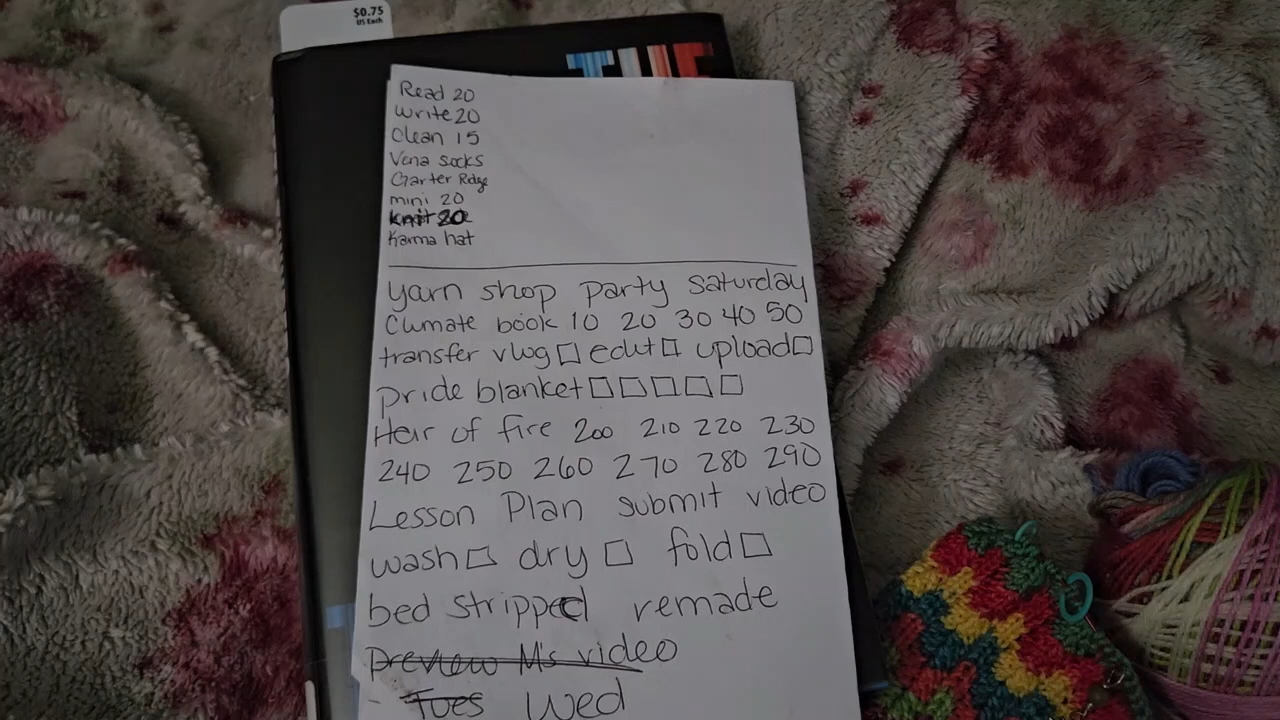 $0.75
US Each
Read 20
Write 20
Clean 15
Vena socks
Garter Ridge
mini 20
Knit 20
Karma hat
yarn shop party saturday
Climate book 10 20 30 40 50
transfer vlog □ edit □ upload □
pride blanket □ □ □ □ □
Heir of fire 200 210 220 230
240 250 260 270 280 290
Lesson Plan submit video
wash □ dry □ fold □
bed stripped remade
preview M's video
- Tues Wed